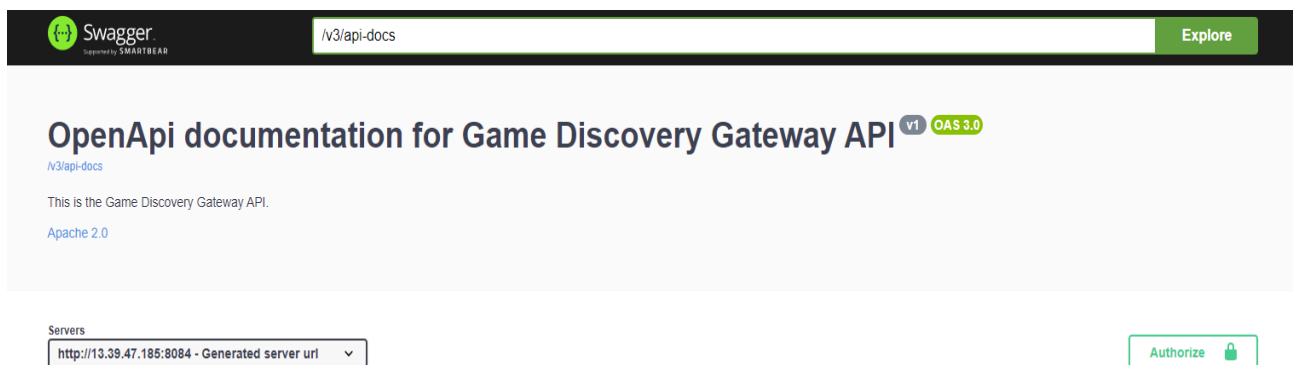 Swagger.
Supported by SMARTBEAR
/v3/api-docs
Explore
OpenApi documentation for Game Discovery Gateway API v1 OAS 3.0
/v3/api-docs
This is the Game Discovery Gateway API.
Apache 2.0
Servers
http://13.39.47.185:8084 - Generated server url
Authorize